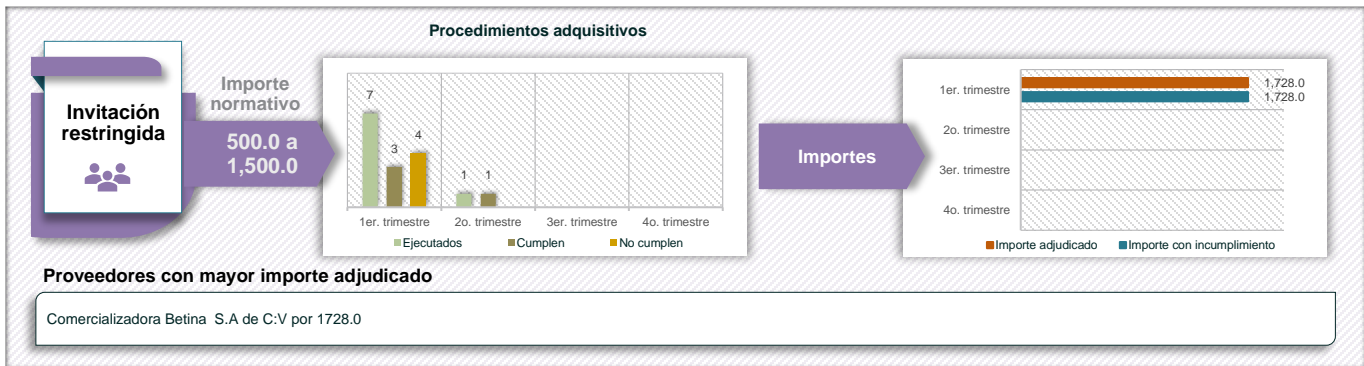 Procedimientos adquisitivos
Invitación
restringida
Importe
normativo
500.0 a
1,500.0
7
3
4
1
1
1er. trimestre
2o. trimestre
3er. trimestre
4o. trimestre
Ejecutados
Cumplen
No cumplen
Importes
1er. trimestre
1,728.0
1,728.0
2o. trimestre
3er. trimestre
4o. trimestre
Importe adjudicado
Importe con incumplimiento
Proveedores con mayor importe adjudicado
Comercializadora Betina S.A de C:V por 1728.0